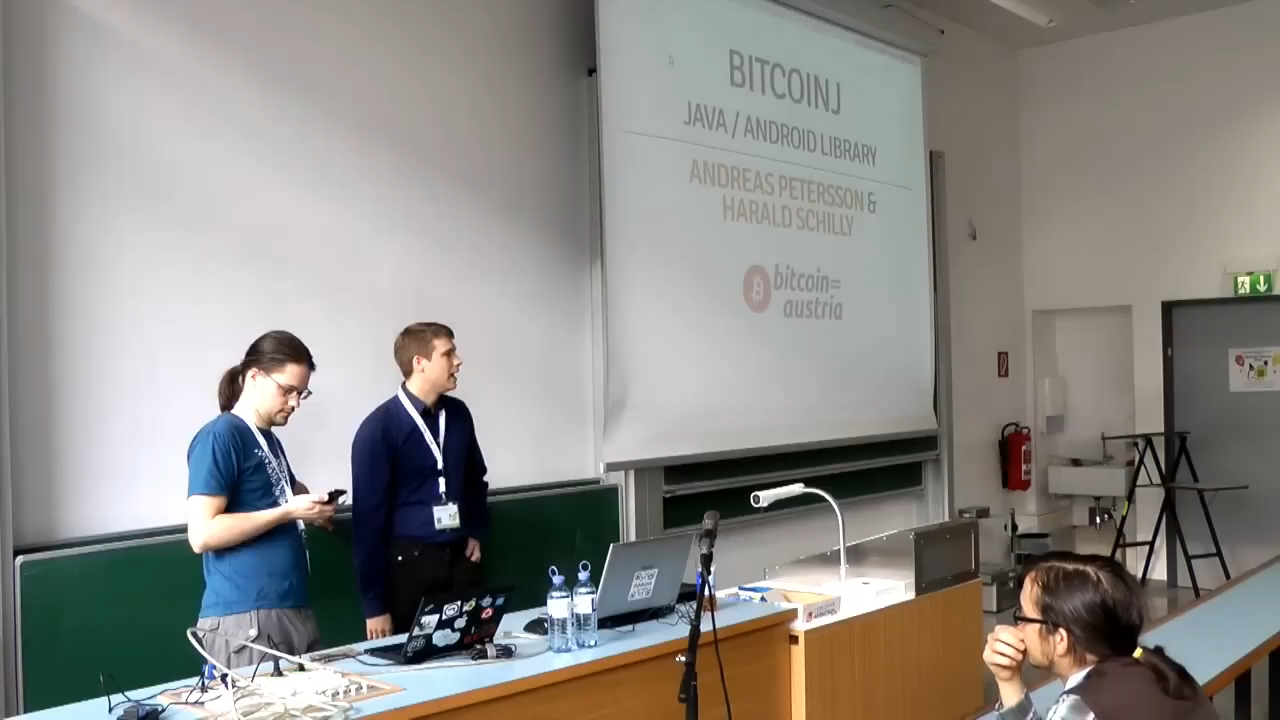 BITCOINJ
JAVA / ANDROID LIBRARY
ANDREAS PETERSSON &
HARALD SCHILLY
bitcoin=
austria